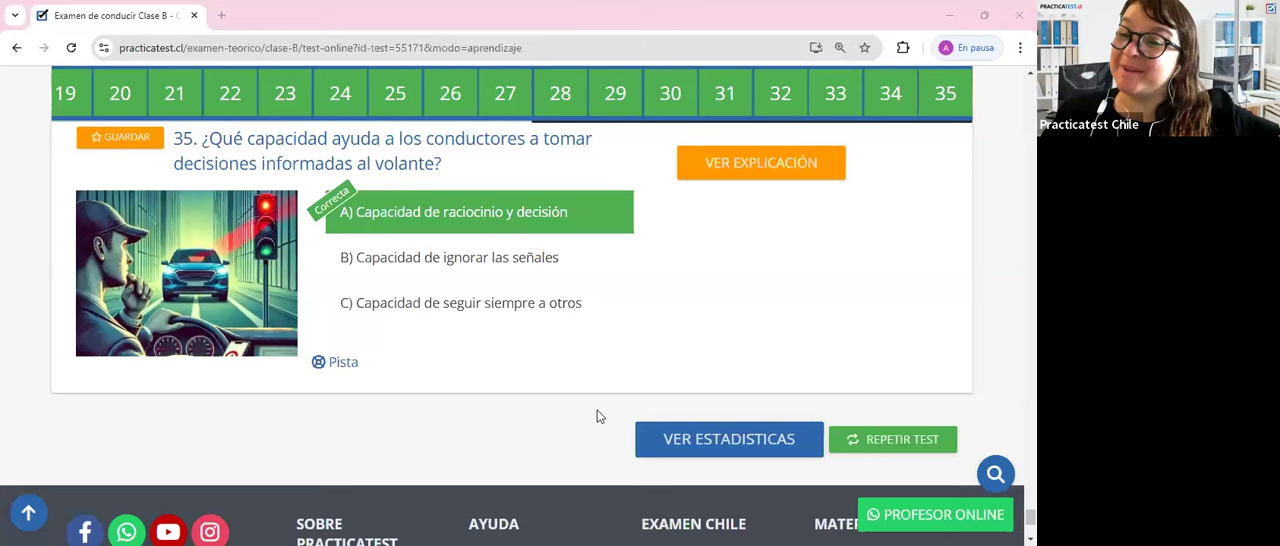 Examen de conducir Clase B - C
practicatest.cl/examen-teorico/clase-B/test-online?id-test=55171&modo=aprendizaje
A
En pausa
PRACTICATEST.cl
Practicatest Chile
19 20 21 22 23 24 25 26 27 28 29 30 31 32 33 34 35
GUARDAR
35. ¿Qué capacidad ayuda a los conductores a tomar
decisiones informadas al volante?
VER EXPLICACIÓN
Correcta
A) Capacidad de raciocinio y decisión
B) Capacidad de ignorar las señales
C) Capacidad de seguir siempre a otros
Pista
VER ESTADISTICAS
REPETIR TEST
PROFESOR ONLINE
SOBRE
PRACTICATEST
AYUDA
EXAMEN CHILE
MATE